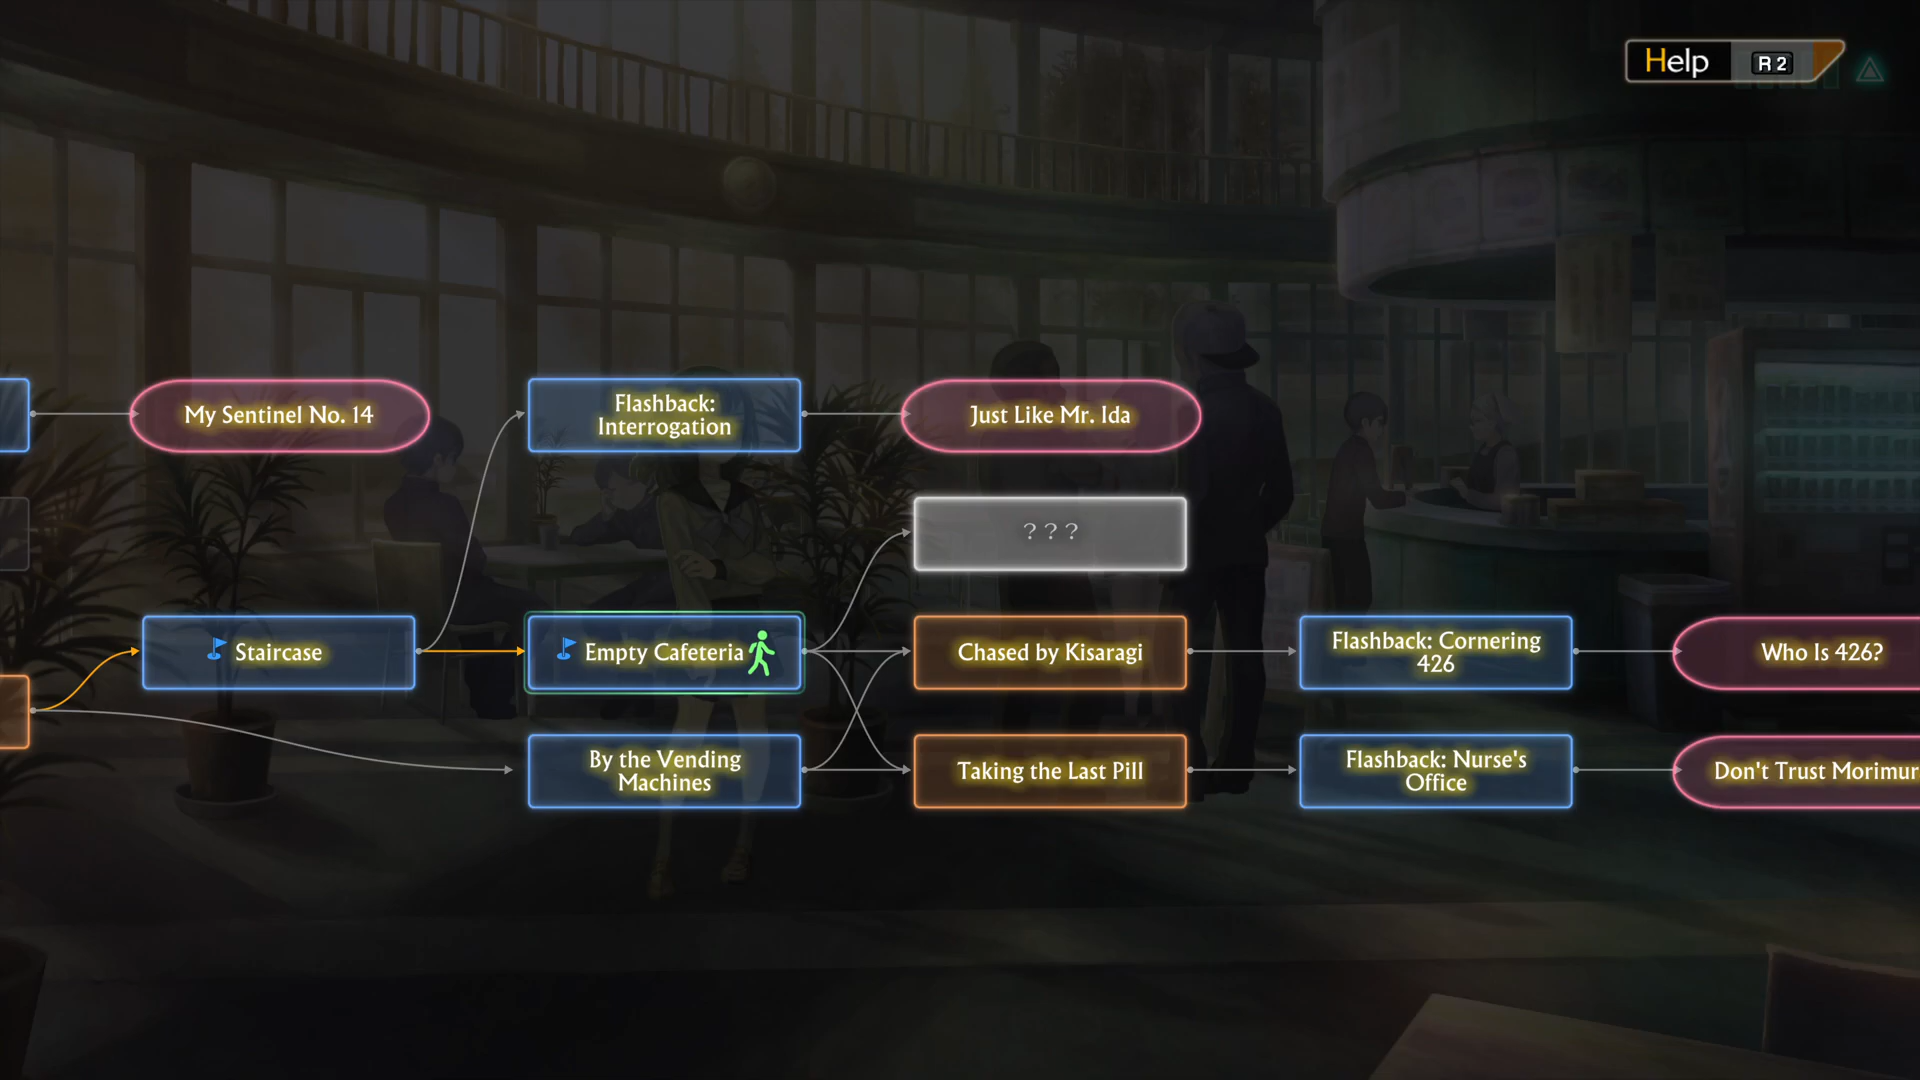 Help R2
My Sentinel No. 14
Flashback:
Interrogation
Just Like Mr. Ida
? ? ?
Staircase
Empty Cafeteria
Chased by Kisaragi
Flashback: Cornering
426
Who Is 426?
By the Vending
Machines
Taking the Last Pill
Flashback: Nurse's
Office
Don't Trust Morimur